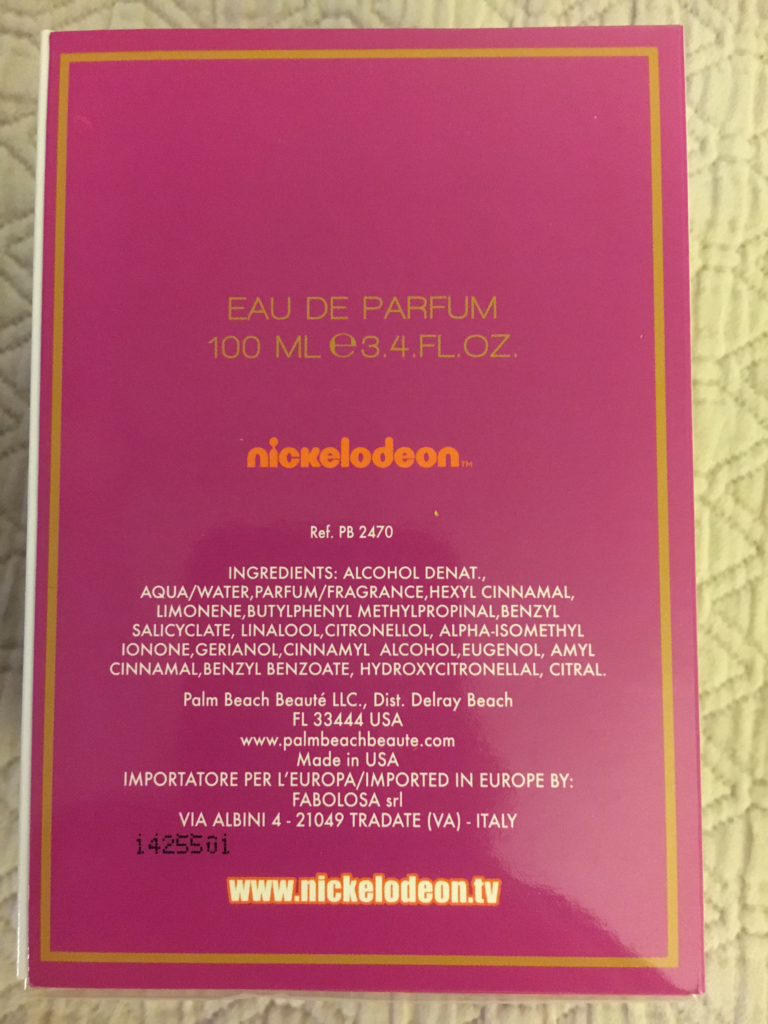 EAU DE PARFUM
100 ML ℮ 3.4.FL.OZ.
nickelodeon™
Ref. PB 2470
INGREDIENTS: ALCOHOL DENAT.,
AQUA/WATER,PARFUM/FRAGRANCE,HEXYL CINNAMAL,
LIMONENE,BUTYLPHENYL METHYLPROPINAL,BENZYL
SALICYCLATE, LINALOOL,CITRONELLOL, ALPHA-ISOMETHYL
IONONE,GERIANOL,CINNAMYL ALCOHOL,EUGENOL, AMYL
CINNAMAL,BENZYL BENZOATE, HYDROXYCITRONELLAL, CITRAL.
Palm Beach Beauté LLC., Dist. Delray Beach
FL 33444 USA
www.palmbeachbeaute.com
Made in USA
IMPORTATORE PER L'EUROPA/IMPORTED IN EUROPE BY:
FABOLOSA srl
VIA ALBINI 4 - 21049 TRADATE (VA) - ITALY
1425501
www.nickelodeon.tv